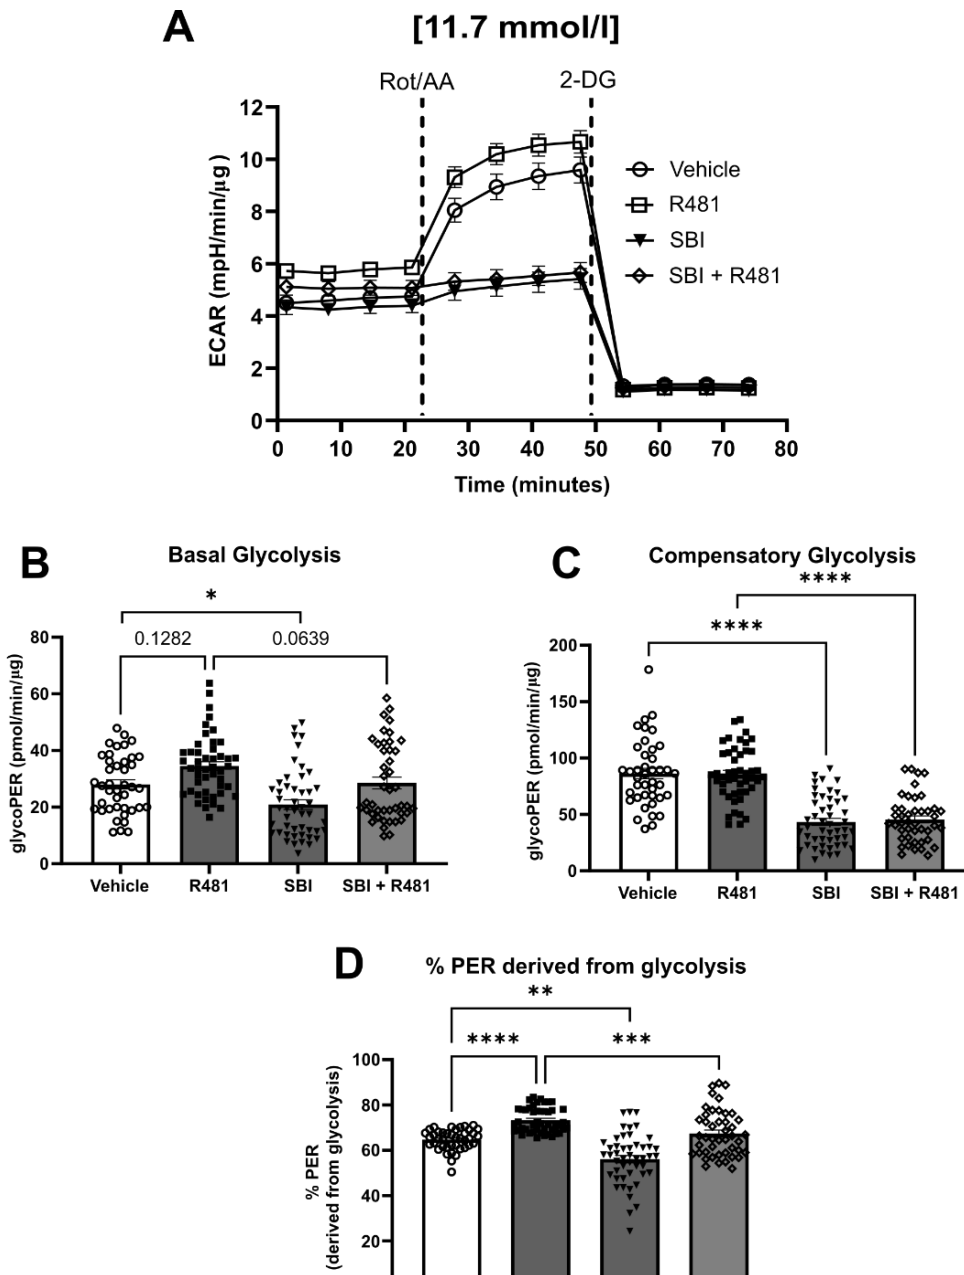 A
[11.7 mmol/l]
Rot/AA
2-DG
ECAR (mpH/min/µg)
12
10
8
6
4
2
0
0 10 20 30 40 50 60 70 80
Time (minutes)
Vehicle
R481
SBI
SBI + R481
B
Basal Glycolysis
*
0.1282
0.0639
glycoPER (pmol/min/µg)
80
60
40
20
0
Vehicle R481 SBI SBI + R481
C
Compensatory Glycolysis
****
****
glycoPER (pmol/min/µg)
200
150
100
50
0
Vehicle R481 SBI SBI + R481
D
% PER derived from glycolysis
**
****
***
% PER
(derived from glycolysis)
100
80
60
40
20